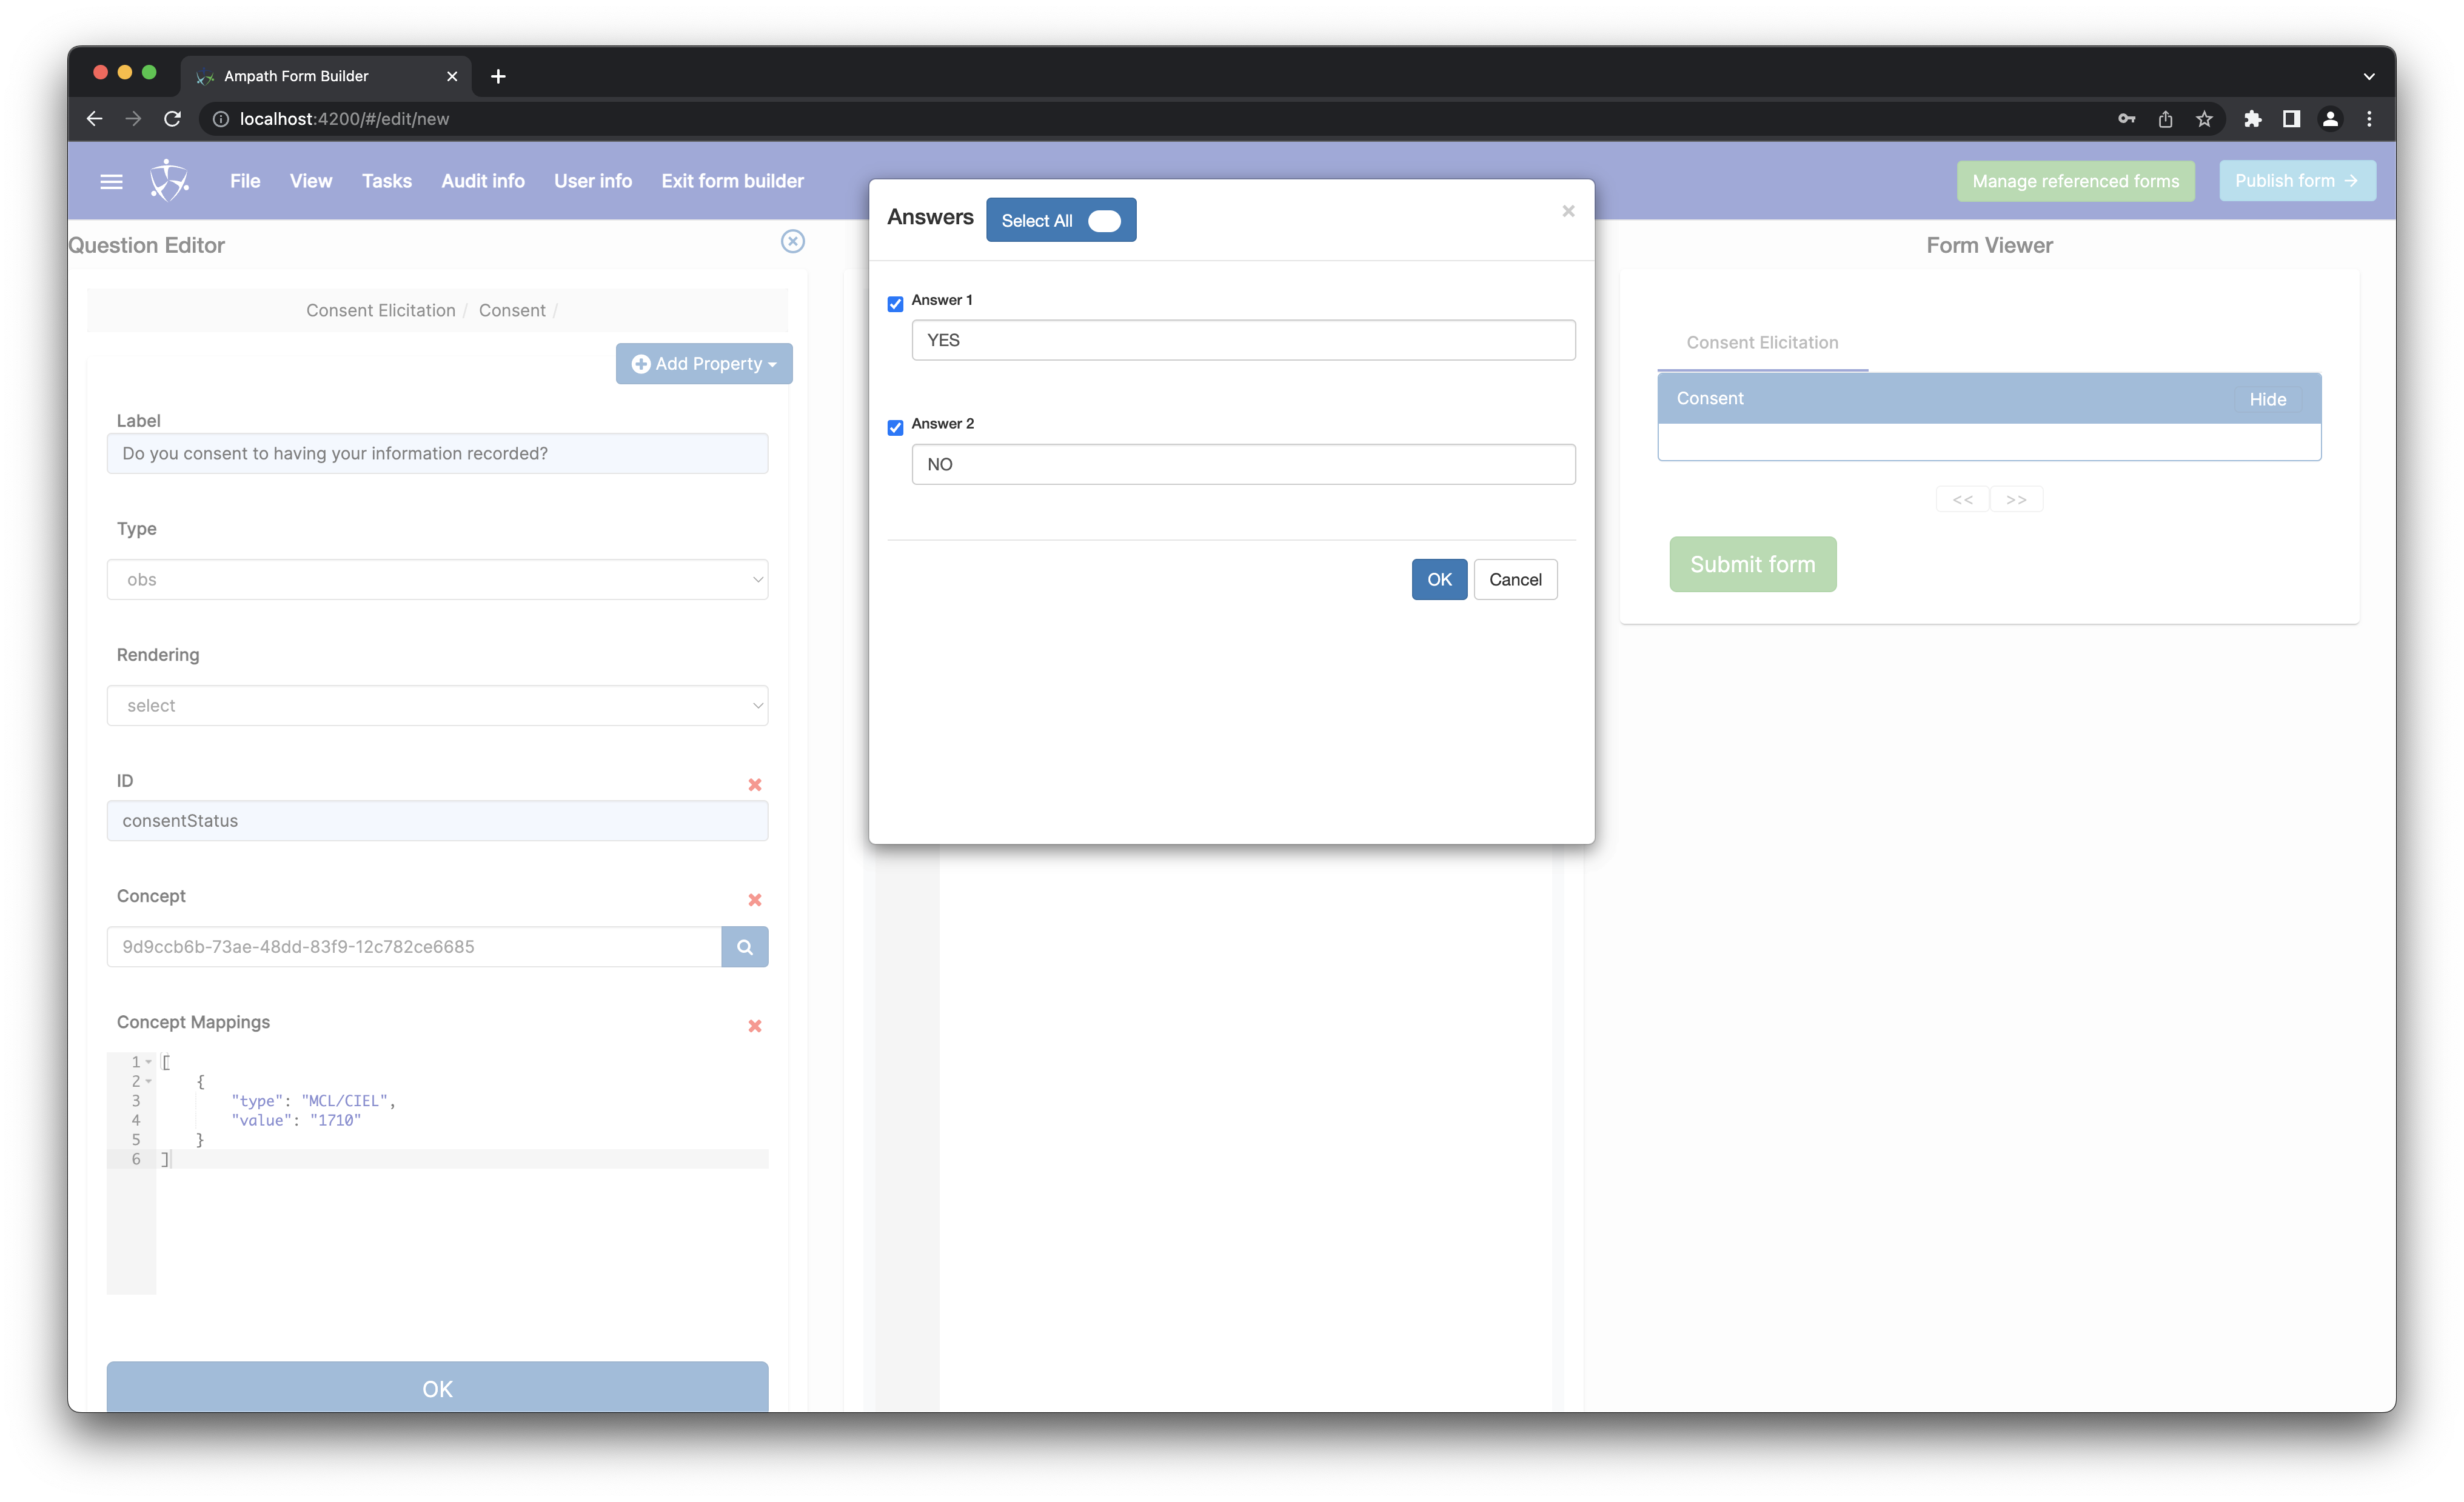 Ampath Form Builder
localhost:4200/#/edit/new
File View Tasks Audit info User info Exit form builder
Manage referenced forms
Publish form
Question Editor
Consent Elicitation / Consent /
Add Property
Label
Do you consent to having your information recorded?
Type
obs
Rendering
select
ID
consentStatus
Concept
9d9ccb6b-73ae-48dd-83f9-12c782ce6685
Concept Mappings
1 [
2 {
3 "type": "MCL/CIEL",
4 "value": "1710"
5 }
6 ]
OK
Answers
Select All
×
Answer 1
YES
Answer 2
NO
OK
Cancel
Form Viewer
Consent Elicitation
Consent
Hide
<< >>
Submit form